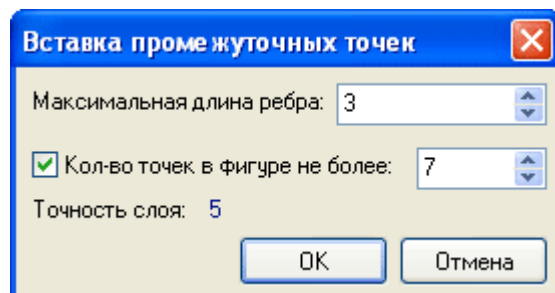 Вставка промежуточных точек
Максимальная длина ребра: 3
Кол-во точек в фигуре не более: 7
Точность слоя: 5
OK Отмена